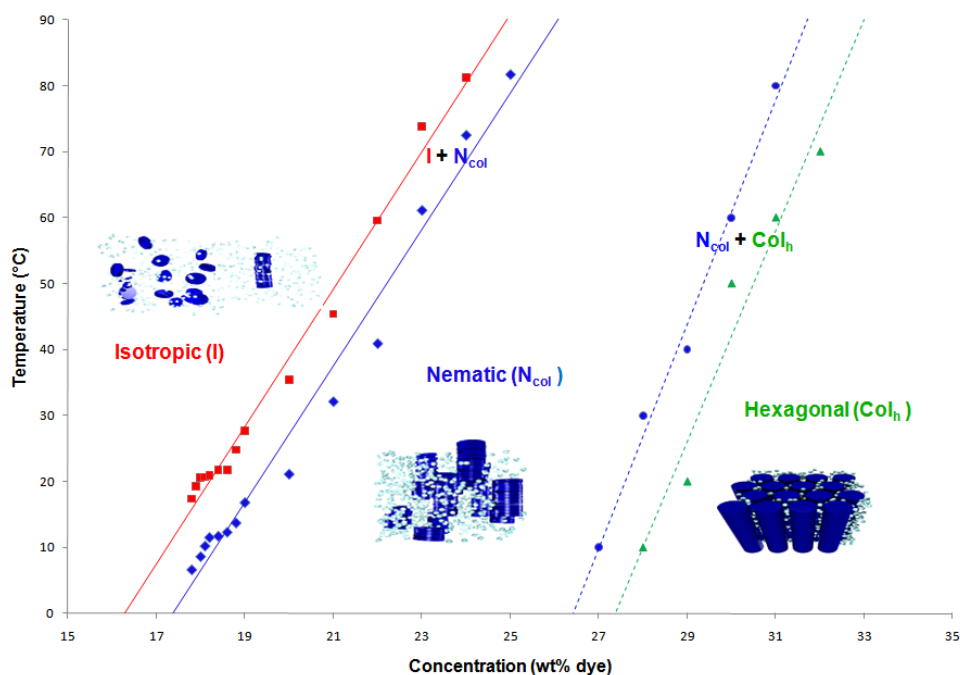 90
80
70
60
50
40
30
20
10
0
Temperature (°C)
I + Ncol
Ncol + Colh
Isotropic (I)
Nematic (Ncol )
Hexagonal (Colh )
15 17 19 21 23 25 27 29 31 33 35
Concentration (wt% dye)